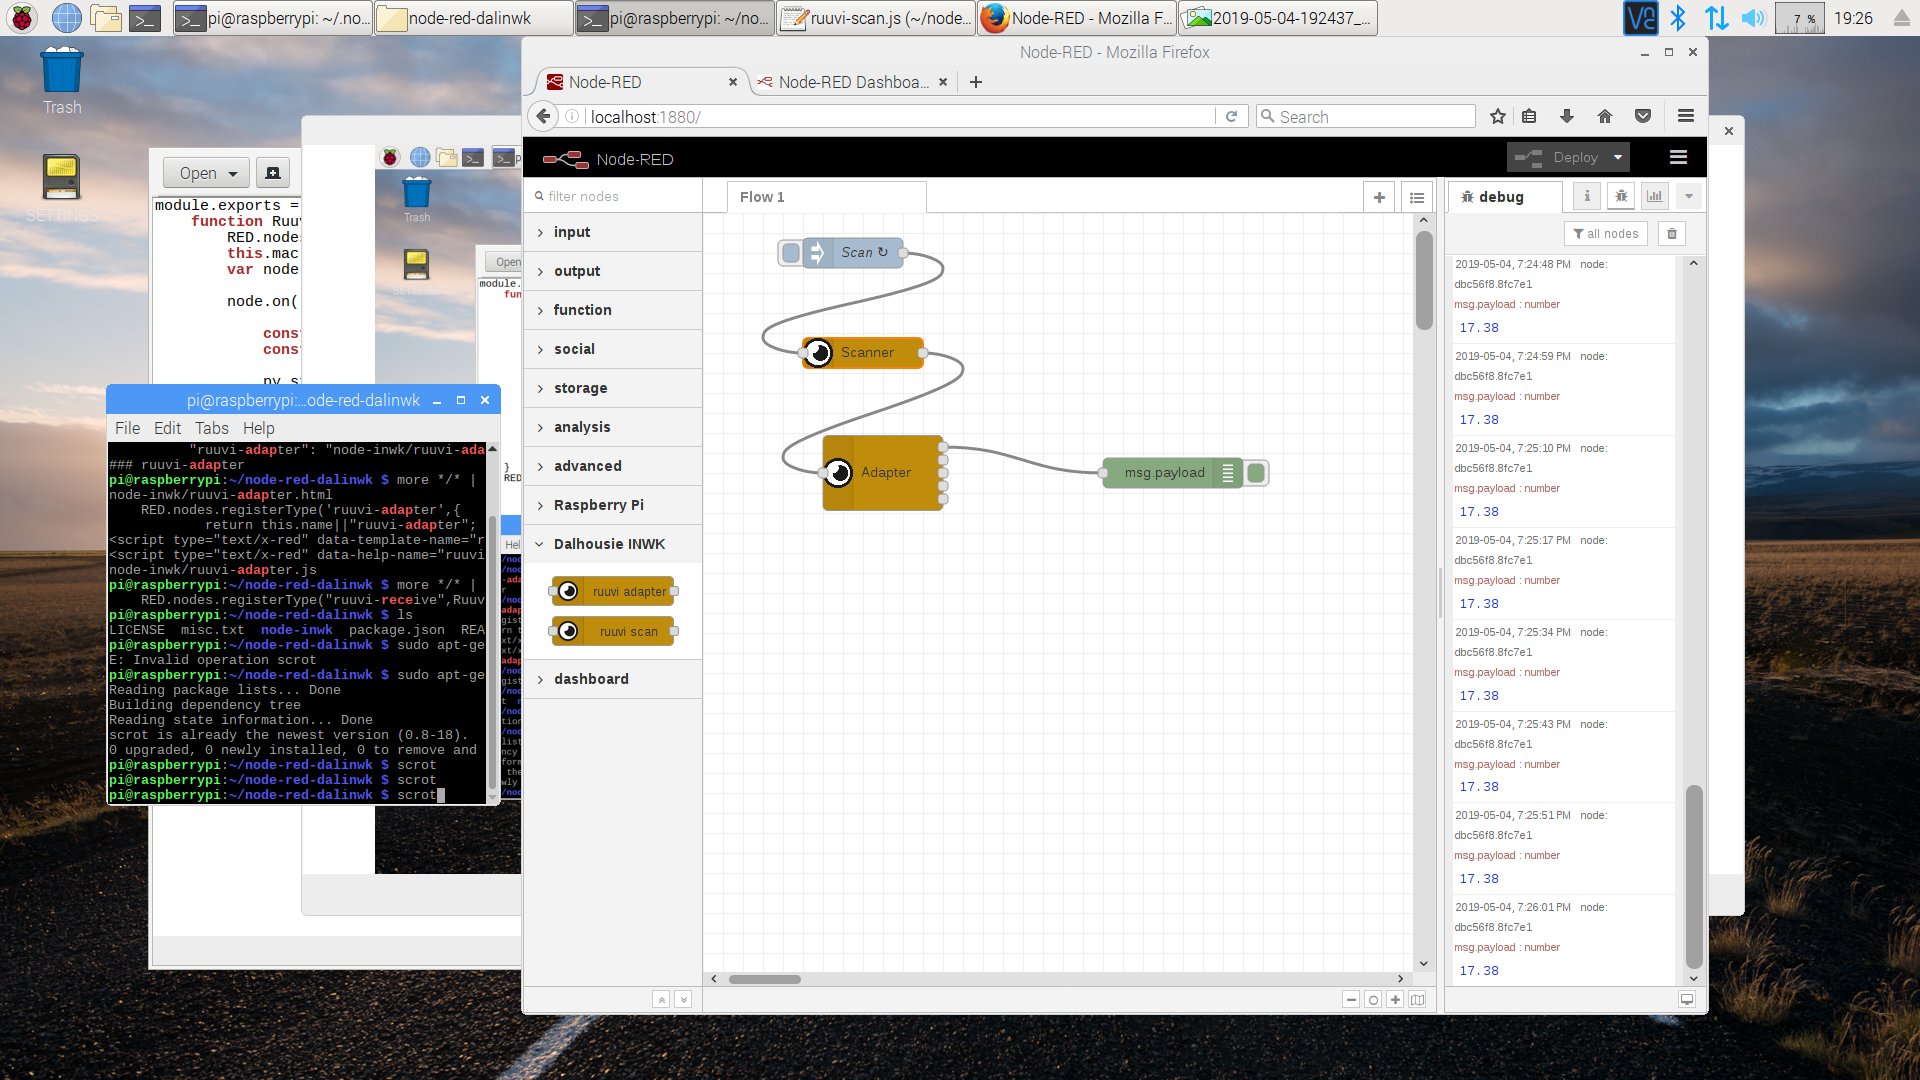 pi@raspberrypi: ~/.no...
node-red-dalinwk
pi@raspberrypi: ~/no...
ruuvi-scan.js (~/node...
Node-RED - Mozilla F...
2019-05-04-192437_...
7 %
19:26
Trash
SETTINGS
Open
module.exports =
function Ruuv
RED.nodes
this.mac
var node
node.on(
const
cons
py_s
}
RED
Trash
Open
module.
fun
pi@raspberrypi:...ode-red-dalinwk
File Edit Tabs Help
"ruuvi-adapter": "node-inwk/ruuvi-ada
### ruuvi-adapter
pi@raspberrypi:~/node-red-dalinwk $ more */* |
node-inwk/ruuvi-adapter.html
RED.nodes.registerType('ruuvi-adapter',{
return this.name||"ruuvi-adapter";
<script type="text/x-red" data-template-name="r
<script type="text/x-red" data-help-name="ruuvi
node-inwk/ruuvi-adapter.js
pi@raspberrypi:~/node-red-dalinwk $ more */* |
RED.nodes.registerType("ruuvi-receive",Ruuv
pi@raspberrypi:~/node-red-dalinwk $ ls
LICENSE misc.txt node-inwk package.json REA
pi@raspberrypi:~/node-red-dalinwk $ sudo apt-ge
E: Invalid operation scrot
pi@raspberrypi:~/node-red-dalinwk $ sudo apt-ge
Reading package lists... Done
Building dependency tree
Reading state information... Done
scrot is already the newest version (0.8-18).
0 upgraded, 0 newly installed, 0 to remove and
pi@raspberrypi:~/node-red-dalinwk $ scrot
pi@raspberrypi:~/node-red-dalinwk $ scrot
pi@raspberrypi:~/node-red-dalinwk $ scrot
Node-RED - Mozilla Firefox
Node-RED
Node-RED Dashboa...
localhost:1880/
Search
Node-RED
Deploy
filter nodes
input
output
function
social
storage
analysis
advanced
Raspberry Pi
Dalhousie INWK
ruuvi adapter
ruuvi scan
dashboard
Flow 1
Scan ↻
Scanner
Adapter
msg.payload
debug
all nodes
2019-05-04, 7:24:48 PM node:
dbc56f8.8fc7e1
msg.payload : number
17.38
2019-05-04, 7:24:59 PM node:
dbc56f8.8fc7e1
msg.payload : number
17.38
2019-05-04, 7:25:10 PM node:
dbc56f8.8fc7e1
msg.payload : number
17.38
2019-05-04, 7:25:17 PM node:
dbc56f8.8fc7e1
msg.payload : number
17.38
2019-05-04, 7:25:34 PM node:
dbc56f8.8fc7e1
msg.payload : number
17.38
2019-05-04, 7:25:43 PM node:
dbc56f8.8fc7e1
msg.payload : number
17.38
2019-05-04, 7:25:51 PM node:
dbc56f8.8fc7e1
msg.payload : number
17.38
2019-05-04, 7:26:01 PM node:
dbc56f8.8fc7e1
msg.payload : number
17.38